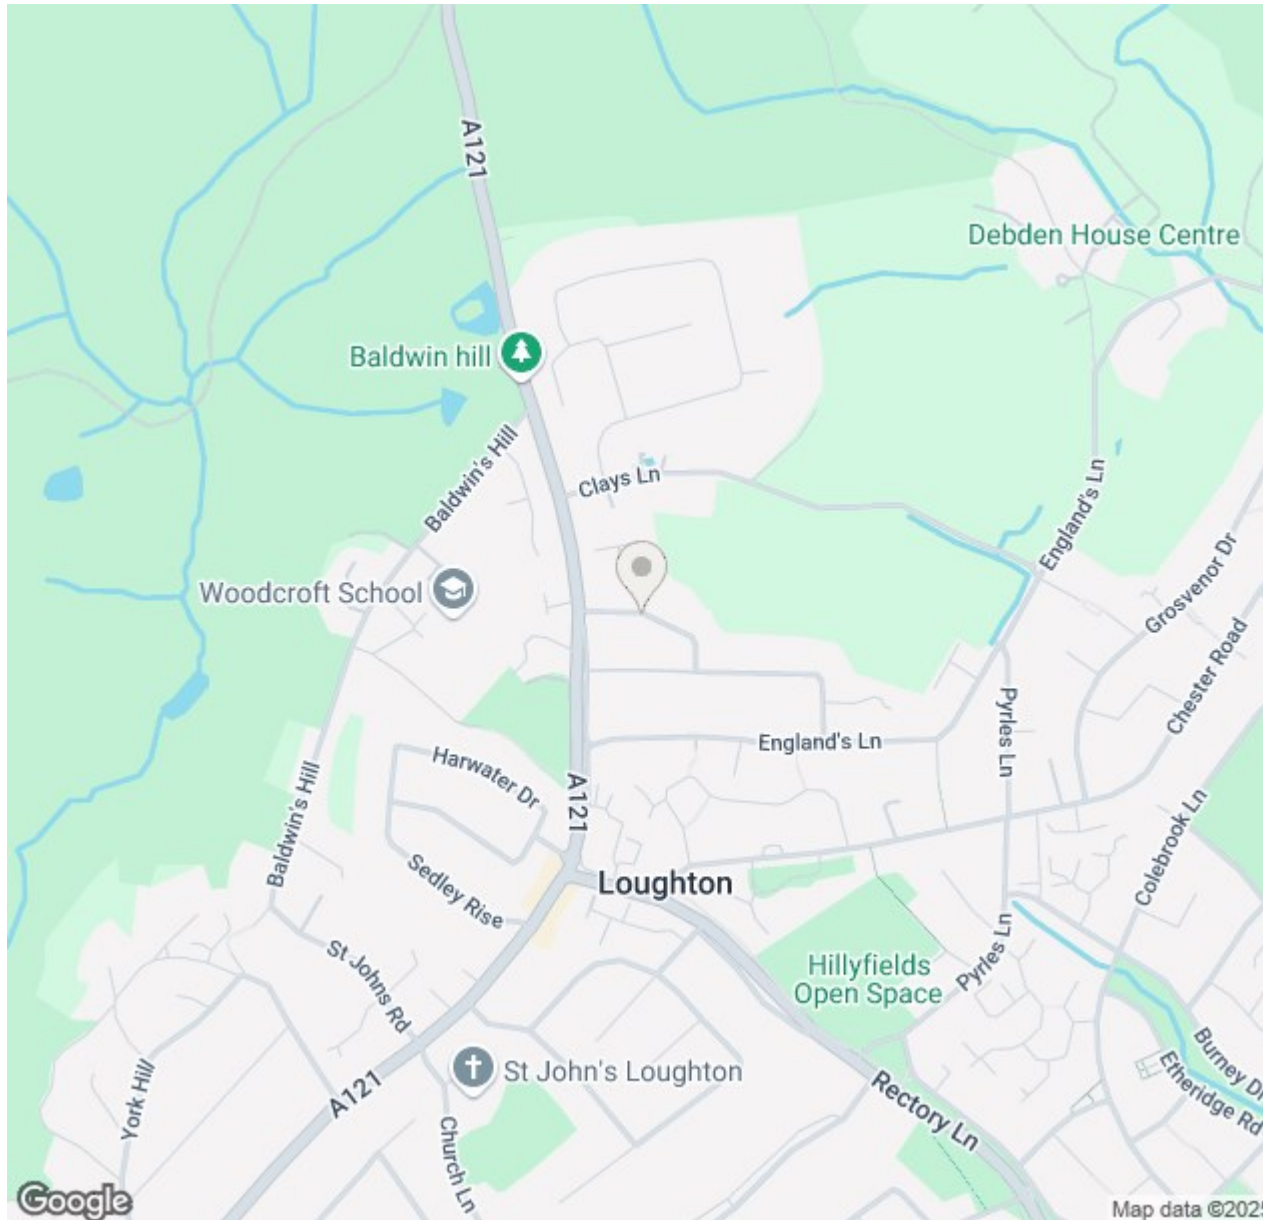 A121
Debden House Centre
Baldwin hill
Baldwin's Hill
Clays Ln
England's Ln
Woodcroft School
Grosvenor Dr
Chester Road
Pyrles Ln
England's Ln
Harwater Dr
A121
Baldwin's Hill
Colebrook Ln
Sedley Rise
Loughton
St Johns Rd
Hillyfields
Open Space
Pyrles Ln
Burney Dr
Etheridge Rd
St John's Loughton
York Hill
A121
Church Ln
Rectory Ln
Google
Map data ©2025